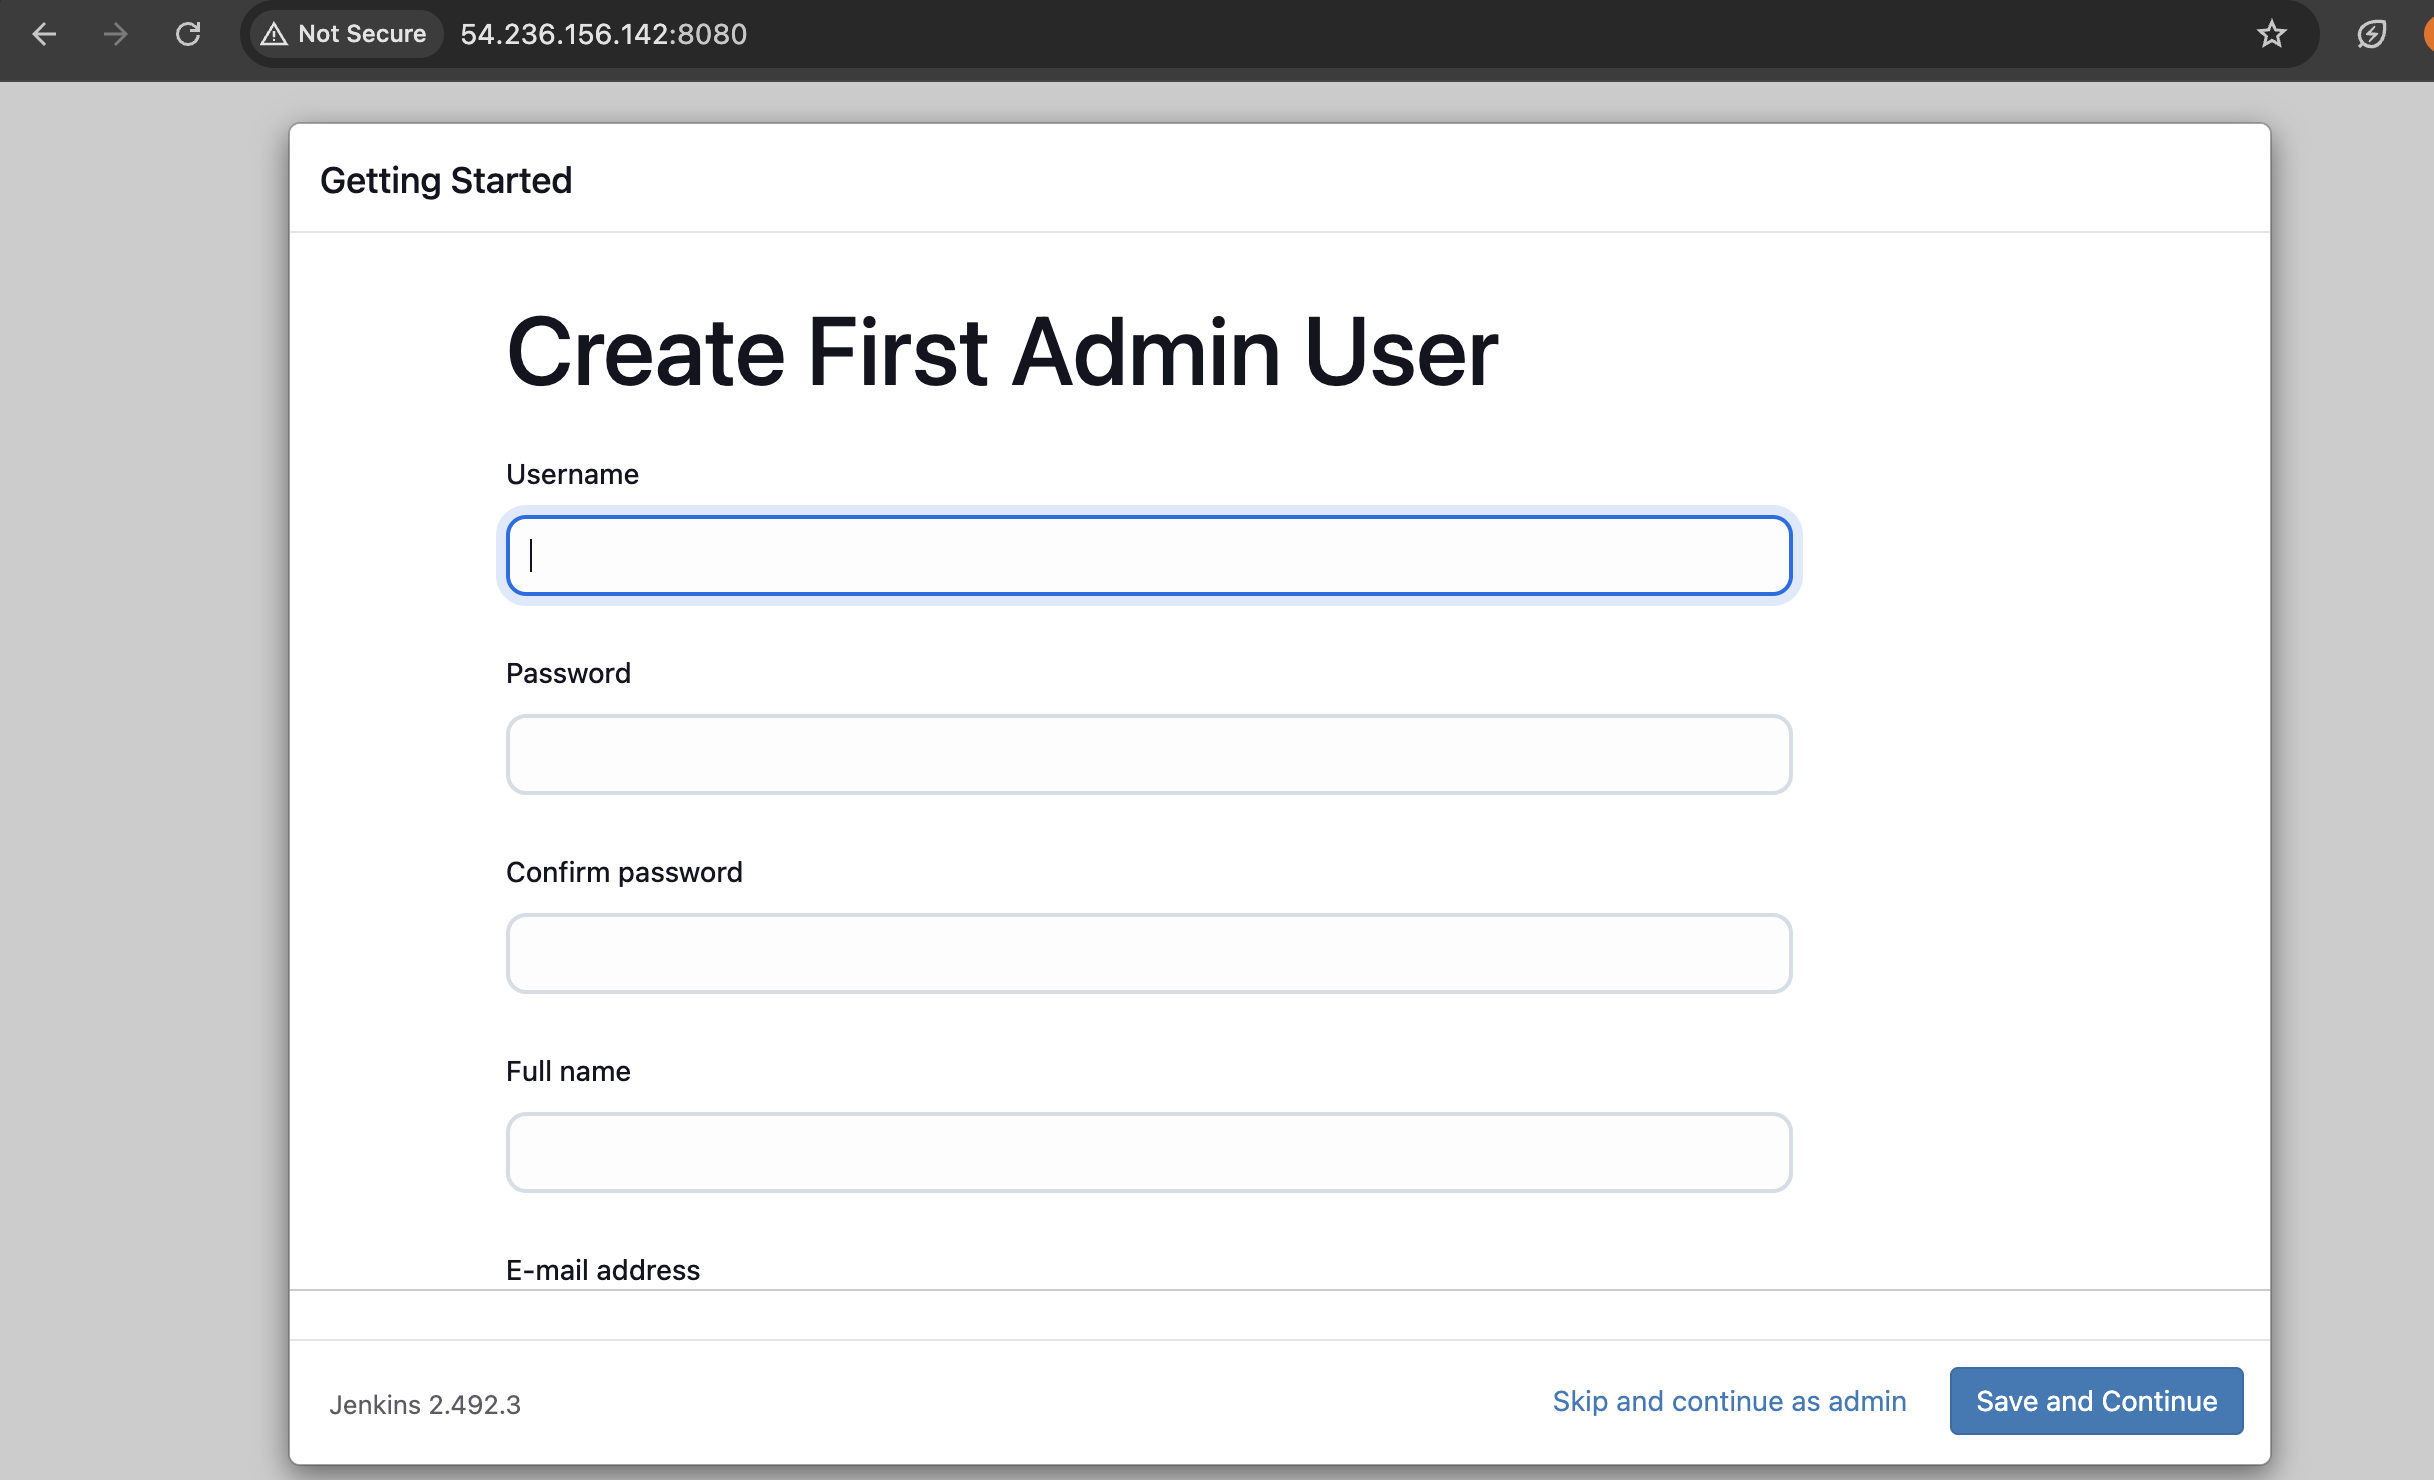 Not Secure 54.236.156.142:8080
Getting Started
Create First Admin User
Username
Password
Confirm password
Full name
E-mail address
Jenkins 2.492.3
Skip and continue as admin
Save and Continue